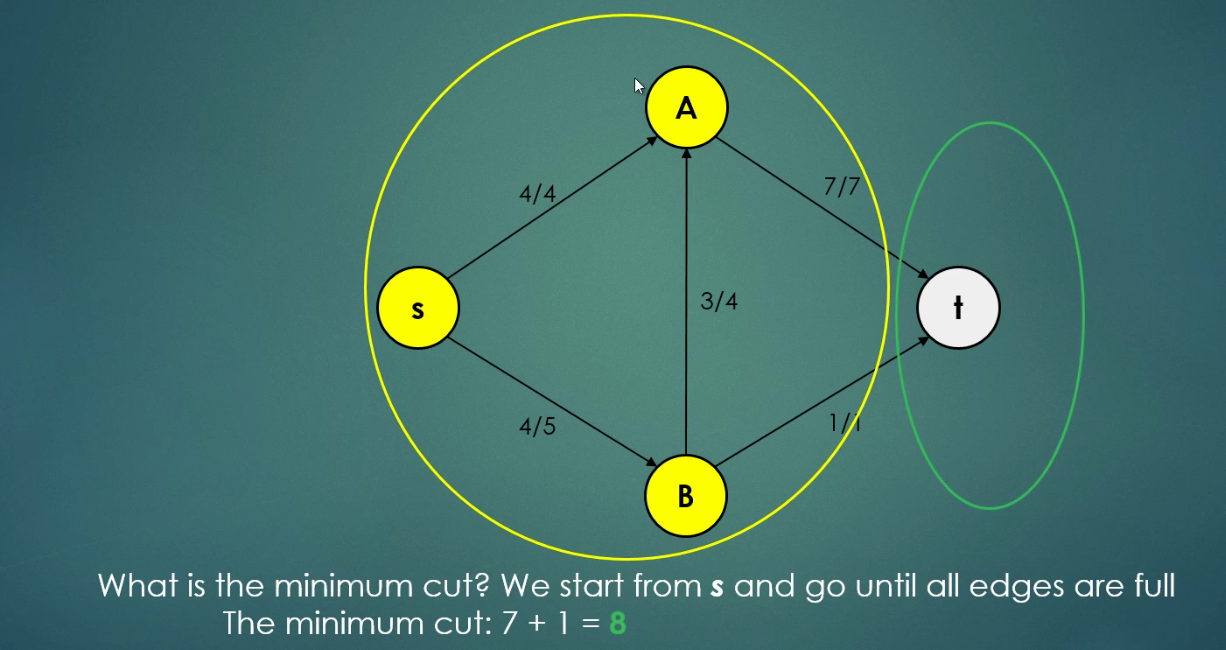 A
4/4
7/7
s
3/4
t
4/5
1/1
B
What is the minimum cut? We start from s and go until all edges are full
The minimum cut: 7 + 1 = 8